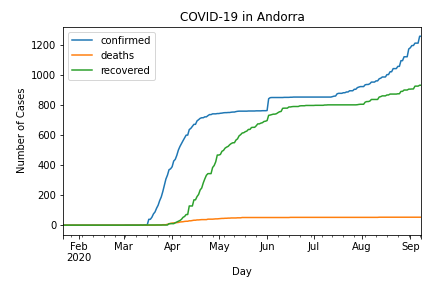 COVID-19 in Andorra
confirmed
deaths
recovered
Number of Cases
1200
1000
800
600
400
200
0
Feb
2020
Mar
Apr
May
Jun
Jul
Aug
Sep
Day